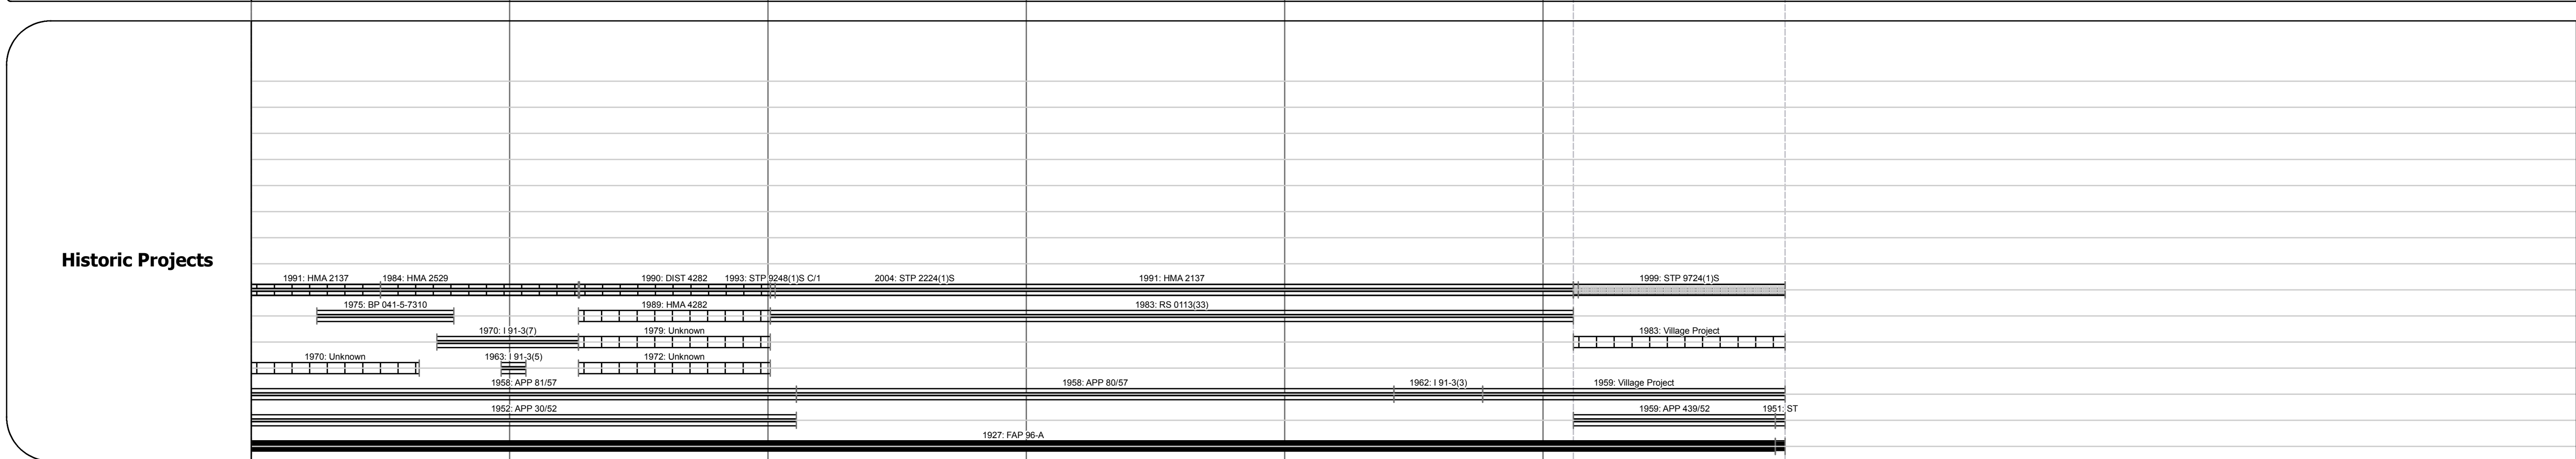 Historic Projects
1991: HMA 2137 1984: HMA 2529 1990: DIST 4282 1993: STP 9248(1)S C/1 2004: STP 2224(1)S 1991: HMA 2137 1999: STP 9724(1)S
1975: BP 041-5-7310 1989: HMA 4282 1983: RS 0113(33)
1970: I 91-3(7) 1979: Unknown 1983: Village Project
1970: Unknown 1963: I 91-3(5) 1972: Unknown
1958: APP 81/57 1958: APP 80/57 1962: I 91-3(3) 1959: Village Project
1952: APP 30/52 1959: APP 439/52 1951: ST
1927: FAP 96-A